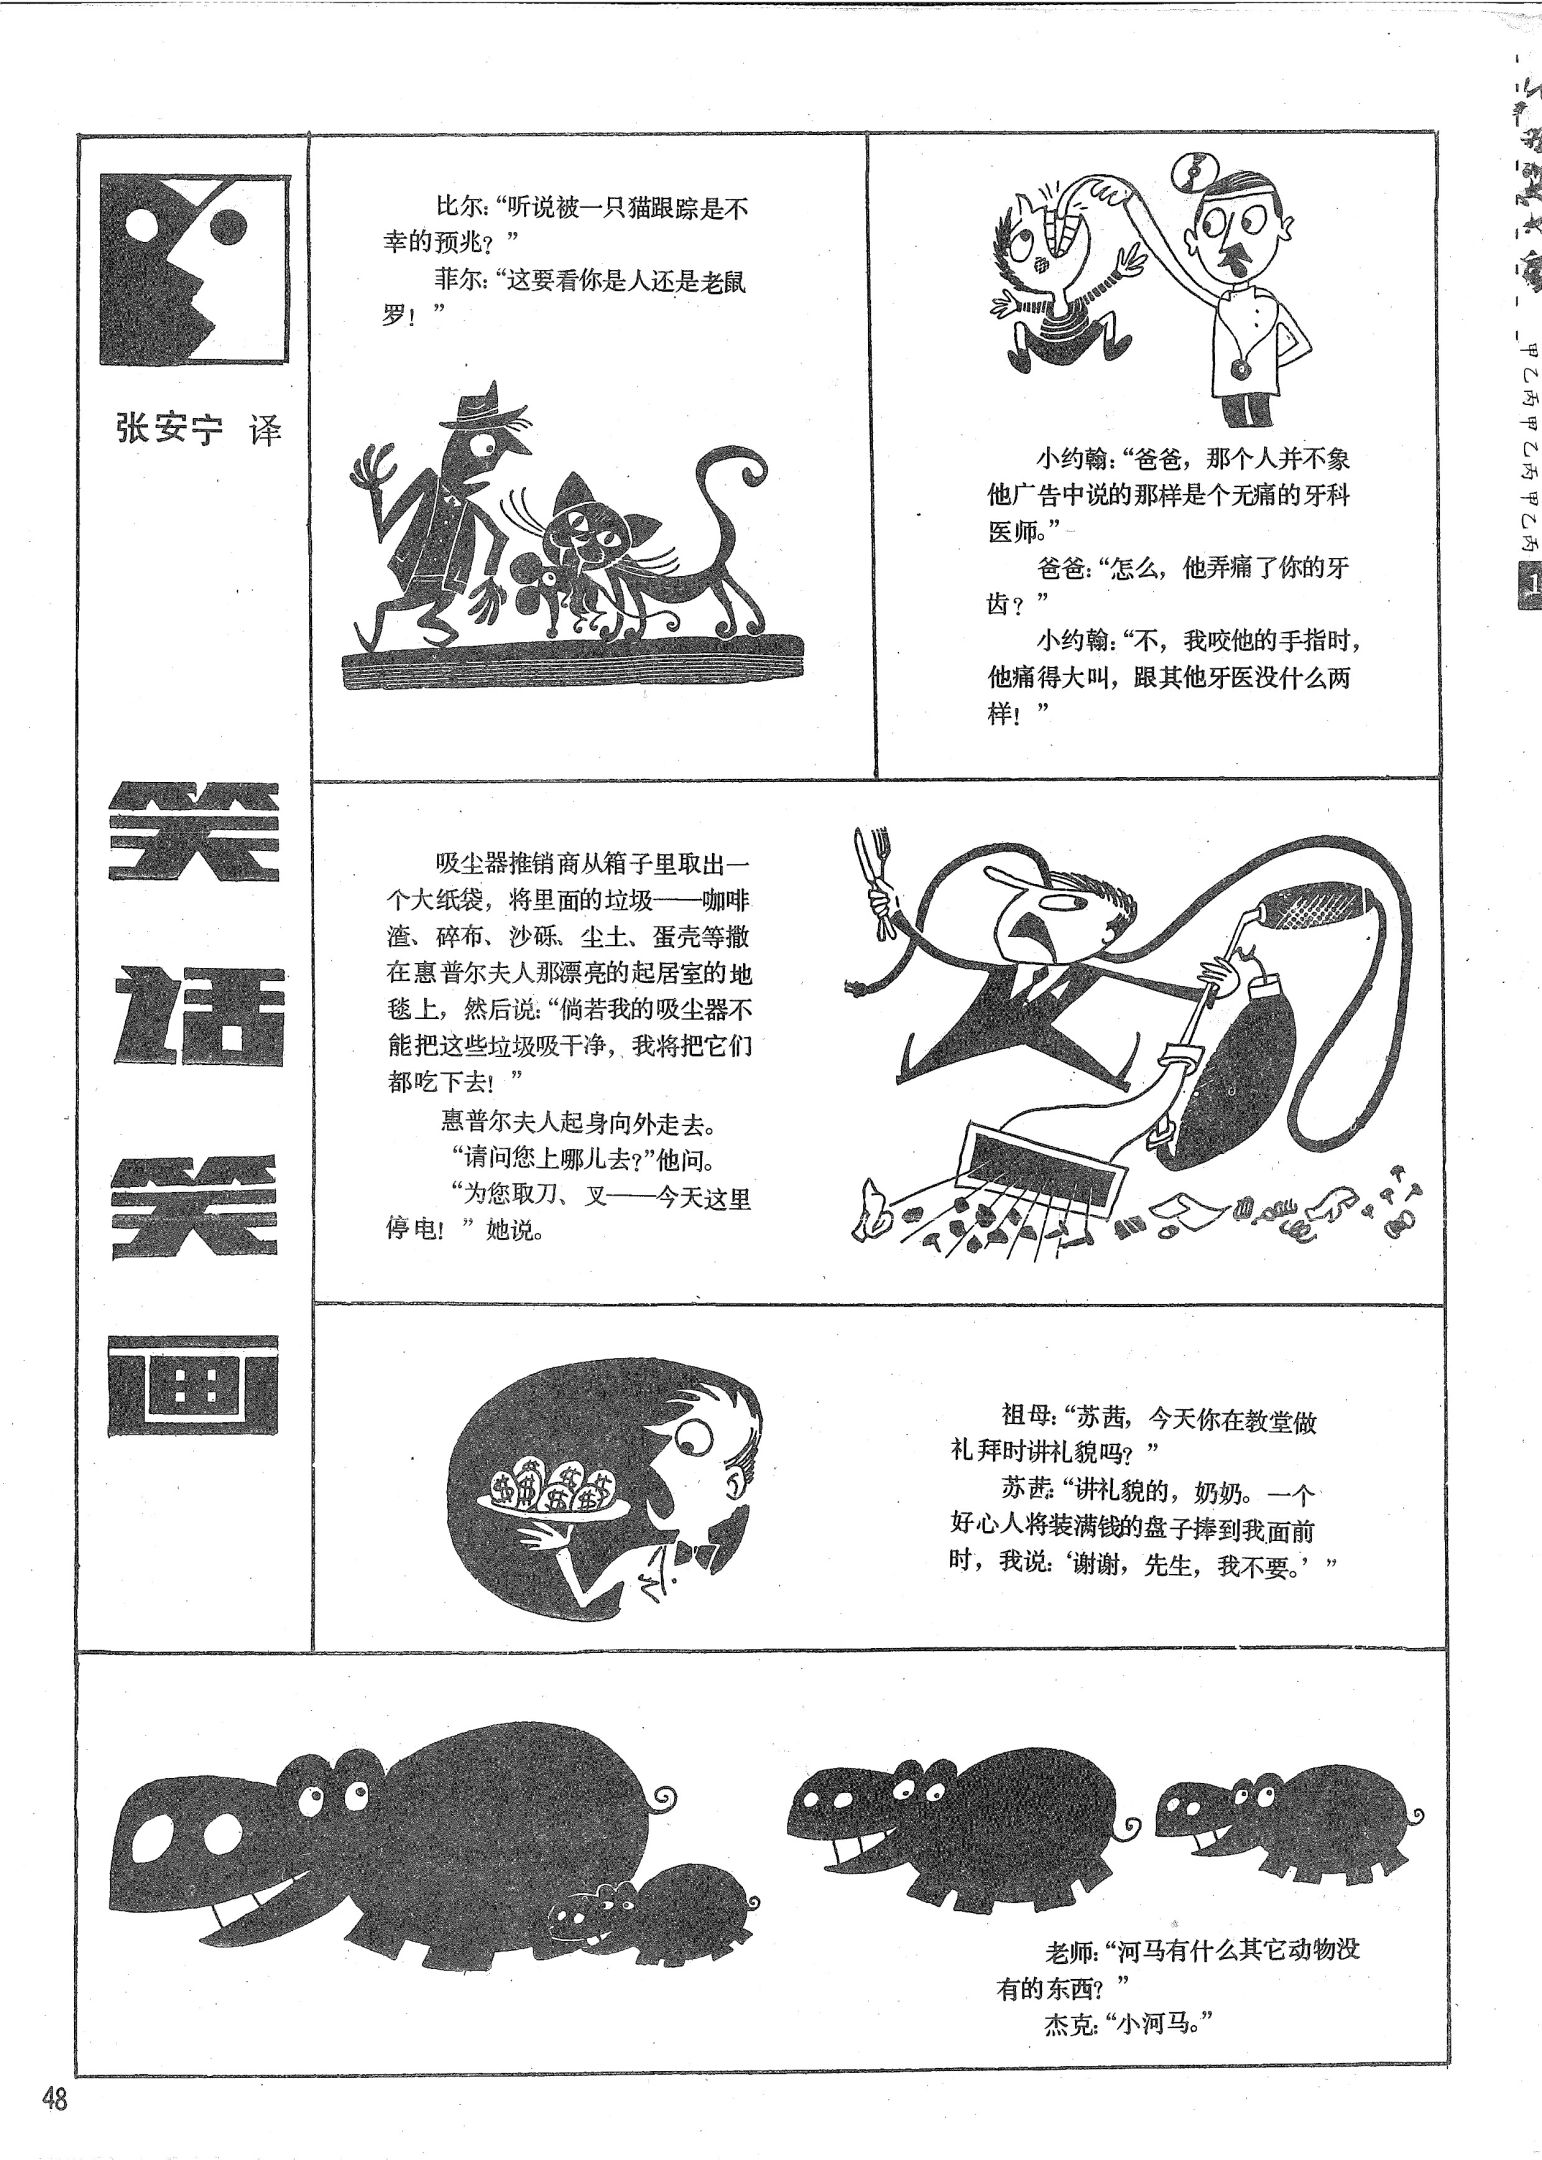 张安宁 译
笑话笑画
比尔：“听说被一只猫跟踪是不
幸的预兆？”
菲尔：“这要看你是人还是老鼠
罗！”
小约翰：“爸爸，那个人并不象
他广告中说的那样是个无痛的牙科
医师。”
爸爸：“怎么，他弄痛了你的牙
齿？”
小约翰：“不，我咬他的手指时，
他痛得大叫，跟其他牙医没什么两
样！”
吸尘器推销商从箱子里取出一
个大纸袋，将里面的垃圾——咖啡
渣、碎布、沙砾、尘土、蛋壳等撒
在惠普尔夫人那漂亮的起居室的地
毯上，然后说：“倘若我的吸尘器不
能把这些垃圾吸干净，我将把它们
都吃下去！”
惠普尔夫人起身向外走去。
“请问您上哪儿去？”他问。
“为您取刀、叉——今天这里
停电！”她说。
祖母：“苏茜，今天你在教堂做
礼拜时讲礼貌吗？”
苏茜：“讲礼貌的，奶奶。一个
好心人将装满钱的盘子捧到我面前
时，我说：‘谢谢，先生，我不要。’”
老师：“河马有什么其它动物没
有的东西？”
杰克：“小河马。”
48
甲乙丙甲乙丙甲乙丙
1